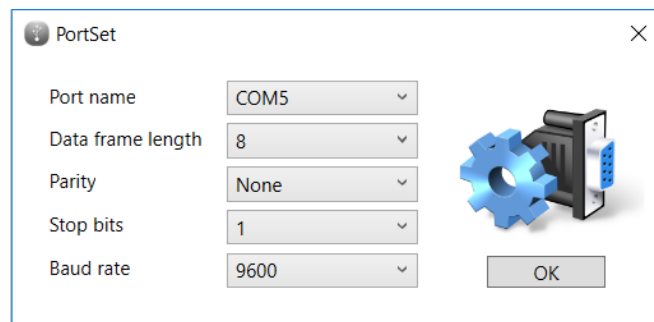 PortSet
Port name COM5
Data frame length 8
Parity None
Stop bits 1
Baud rate 9600
OK